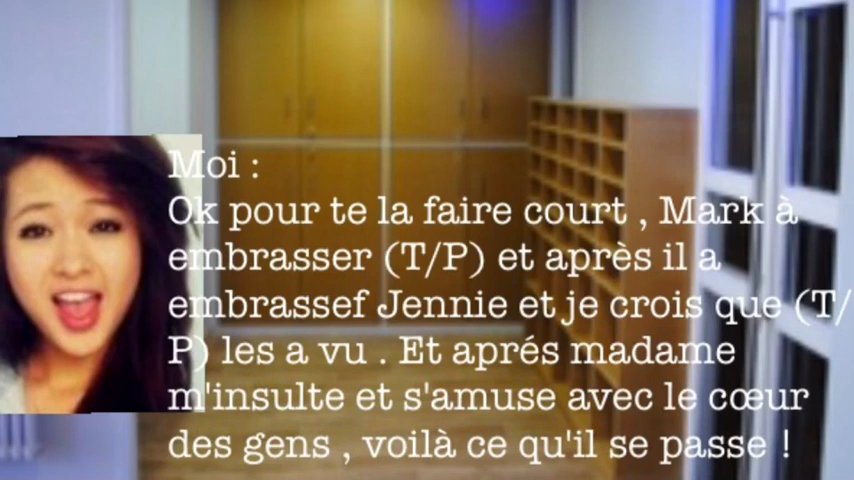 Moi :
Ok pour te la faire court , Mark à
embrasser (T/P) et après il a
embrassef Jennie et je crois que (T/
P) les a vu . Et aprés madame
m'insulte et s'amuse avec le cœur
des gens , voilà ce qu'il se passe !